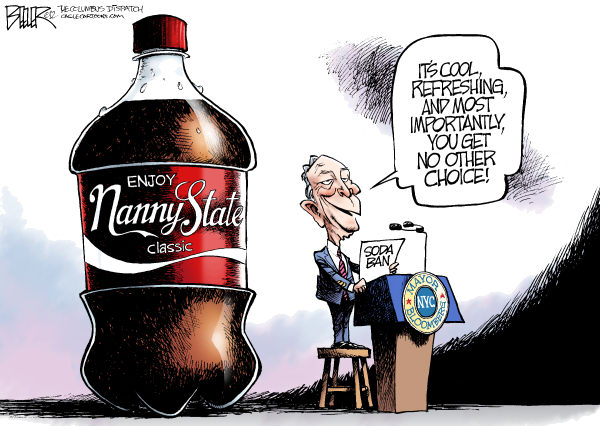 BEELER
©'12 THE COLUMBUS DISPATCH
CAGLECARTOONS.COM
IT'S COOL,
REFRESHING,
AND MOST
IMPORTANTLY,
YOU GET
NO OTHER
CHOICE!
ENJOY
Nanny State
classic
SODA
BAN
MAYOR
NYC
BLOOMBERG